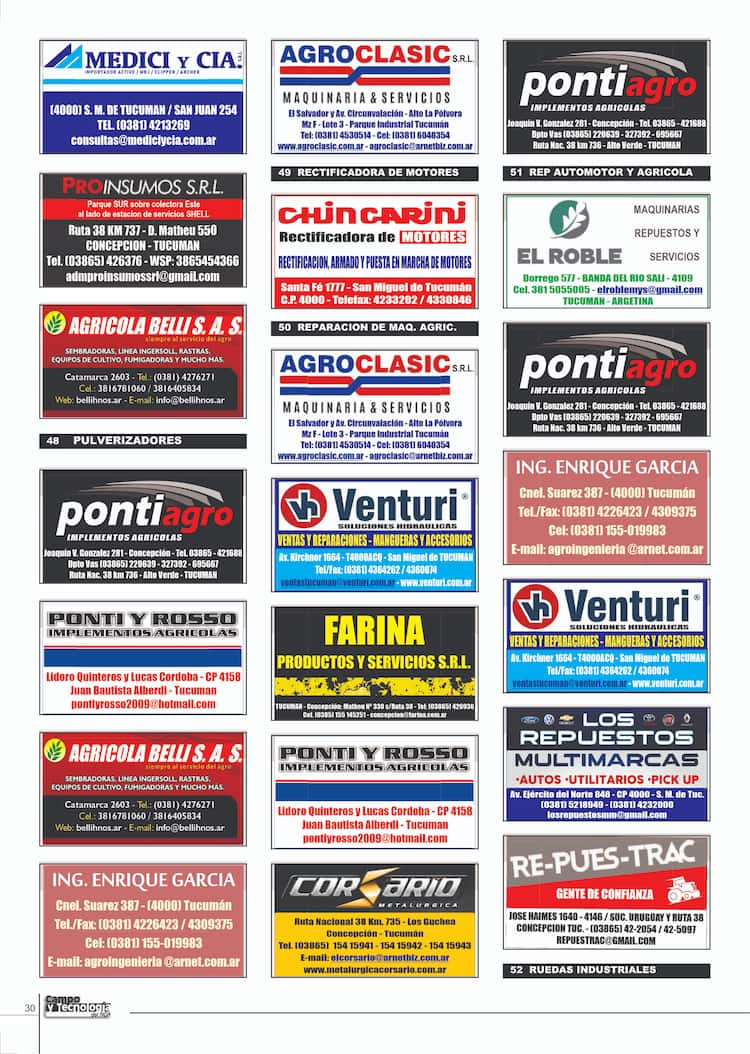 MEDICI Y CIA S.R.L.
IMPORTADOR ACTIVO / MRJ / CLIPPER / ARCHER
(4000) S. M. DE TUCUMAN / SAN JUAN 254
TEL. (0381) 4213269
consultas@mediciycia.com.ar
PROINSUMOS S.R.L.
Parque SUR sobre colectora Este
al lado de estacion de servicios SHELL
Ruta 38 KM 737 - D. Matheu 550
CONCEPCION - TUCUMAN
Tel. (03865) 426376 - WSP: 3865454366
admproinsumossrl@gmail.com
AGRICOLA BELLI S. A. S.
siempre al servicio del agro
SEMBRADORAS, LÍNEA INGERSOLL, RASTRAS,
EQUIPOS DE CULTIVO, FUMIGADORAS Y MUCHO MÁS.
Catamarca 2603 - Tel.: (0381) 4276271
Cel.: 3816781060 / 3816405834
Web: bellihnos.ar - E-mail: info@bellihnos.ar
48 PULVERIZADORES
pontiagro
IMPLEMENTOS AGRICOLAS
Joaquin V. Gonzalez 281 - Concepción - Tel. 03865 - 421688
Dpto Vas (03865) 220639 - 327392 - 695667
Ruta Nac. 38 km 736 - Alto Verde - TUCUMAN
PONTI Y ROSSO
IMPLEMENTOS AGRICOLAS
Lidoro Quinteros y Lucas Cordoba - CP 4158
Juan Bautista Alberdi - Tucuman
pontiyrosso2009@hotmail.com
AGRICOLA BELLI S. A. S.
siempre al servicio del agro
SEMBRADORAS, LÍNEA INGERSOLL, RASTRAS,
EQUIPOS DE CULTIVO, FUMIGADORAS Y MUCHO MÁS.
Catamarca 2603 - Tel.: (0381) 4276271
Cel.: 3816781060 / 3816405834
Web: bellihnos.ar - E-mail: info@bellihnos.ar
ING. ENRIQUE GARCIA
Cnel. Suarez 387 - (4000) Tucumán
Tel./Fax: (0381) 4226423 / 4309375
Cel: (0381) 155-019983
E-mail: agroingenieria @arnet.com.ar
AGROCLASIC S.R.L.
MAQUINARIA & SERVICIOS
El Salvador y Av. Circunvalación - Alto La Pólvora
Mz F - Lote 3 - Parque Industrial Tucumán
Tel: (0381) 4530514 - Cel: (0381) 6040354
www.agroclasic.com.ar - agroclasic@arnetbiz.com.ar
49 RECTIFICADORA DE MOTORES
CHINCARINI
Rectificadora de MOTORES
RECTIFICACION, ARMADO Y PUESTA EN MARCHA DE MOTORES
Santa Fé 1777 - San Miguel de Tucumán
C.P. 4000 - Telefax: 4233202 / 4330846
50 REPARACION DE MAQ. AGRIC.
AGROCLASIC S.R.L.
MAQUINARIA & SERVICIOS
El Salvador y Av. Circunvalación - Alto La Pólvora
Mz F - Lote 3 - Parque Industrial Tucumán
Tel: (0381) 4530514 - Cel: (0381) 6040354
www.agroclasic.com.ar - agroclasic@arnetbiz.com.ar
Venturi®
SOLUCIONES HIDRAULICAS
VENTAS Y REPARACIONES - MANGUERAS Y ACCESORIOS
Av. Kirchner 1664 - T4000ACQ - San Miguel de TUCUMAN
Tel/Fax: (0381) 4364262 / 4360074
ventastucuman@venturi.com.ar - www.venturi.com.ar
FARINA
PRODUCTOS Y SERVICIOS S.R.L.
TUCUMAN - Concepción: Matheu N° 330 c/Ruta 38 - Tel: (03865) 420936
Cel. (0385) 155 145251 - concepcion@farina.com.ar
PONTI Y ROSSO
IMPLEMENTOS AGRICOLAS
Lidoro Quinteros y Lucas Cordoba - CP 4158
Juan Bautista Alberdi - Tucuman
pontiyrosso2009@hotmail.com
CORSARIO
METALURGICA
Ruta Nacional 38 Km, 735 - Los Guchea
Concepción - Tucumán
Tel. (03865) 154 15941 - 154 15942 - 154 15943
E-mail: elcorsario@arnetbiz.com.ar
www.metalurgicacorsario.com.ar
pontiagro
IMPLEMENTOS AGRICOLAS
Joaquin V. Gonzalez 281 - Concepción - Tel. 03865 - 421688
Dpto Vas (03865) 220639 - 327392 - 695667
Ruta Nac. 38 km 736 - Alto Verde - TUCUMAN
51 REP AUTOMOTOR Y AGRICOLA
EL ROBLE
MAQUINARIAS
REPUESTOS Y
SERVICIOS
Dorrego 577 - BANDA DEL RIO SALI - 4109
Cel. 381 5055005 - elroblemys@gmail.com
TUCUMAN - ARGETINA
pontiagro
IMPLEMENTOS AGRICOLAS
Joaquin V. Gonzalez 281 - Concepción - Tel. 03865 - 421688
Dpto Vas (03865) 220639 - 327392 - 695667
Ruta Nac. 38 km 736 - Alto Verde - TUCUMAN
ING. ENRIQUE GARCIA
Cnel. Suarez 387 - (4000) Tucumán
Tel./Fax: (0381) 4226423 / 4309375
Cel: (0381) 155-019983
E-mail: agroingenieria @arnet.com.ar
Venturi®
SOLUCIONES HIDRAULICAS
VENTAS Y REPARACIONES - MANGUERAS Y ACCESORIOS
Av. Kirchner 1664 - T4000ACQ - San Miguel de TUCUMAN
Tel/Fax: (0381) 4364262 / 4360074
ventastucuman@venturi.com.ar - www.venturi.com.ar
LOS
REPUESTOS
MULTIMARCAS
•AUTOS •UTILITARIOS •PICK UP
Av. Ejército del Norte 848 - CP 4000 - S. M. de Tuc.
(0381) 5218949 - (0381) 4232000
losrepuestosmm@gmail.com
RE-PUES-TRAC
GENTE DE CONFIANZA
JOSE HAIMES 1640 - 4146 / SUC. URUGUAY Y RUTA 38
CONCEPCION TUC. - (03865) 42-2054 / 42-5097
REPUESTRAC@GMAIL.COM
52 RUEDAS INDUSTRIALES
30
Campo
y Tecnología
del NOA